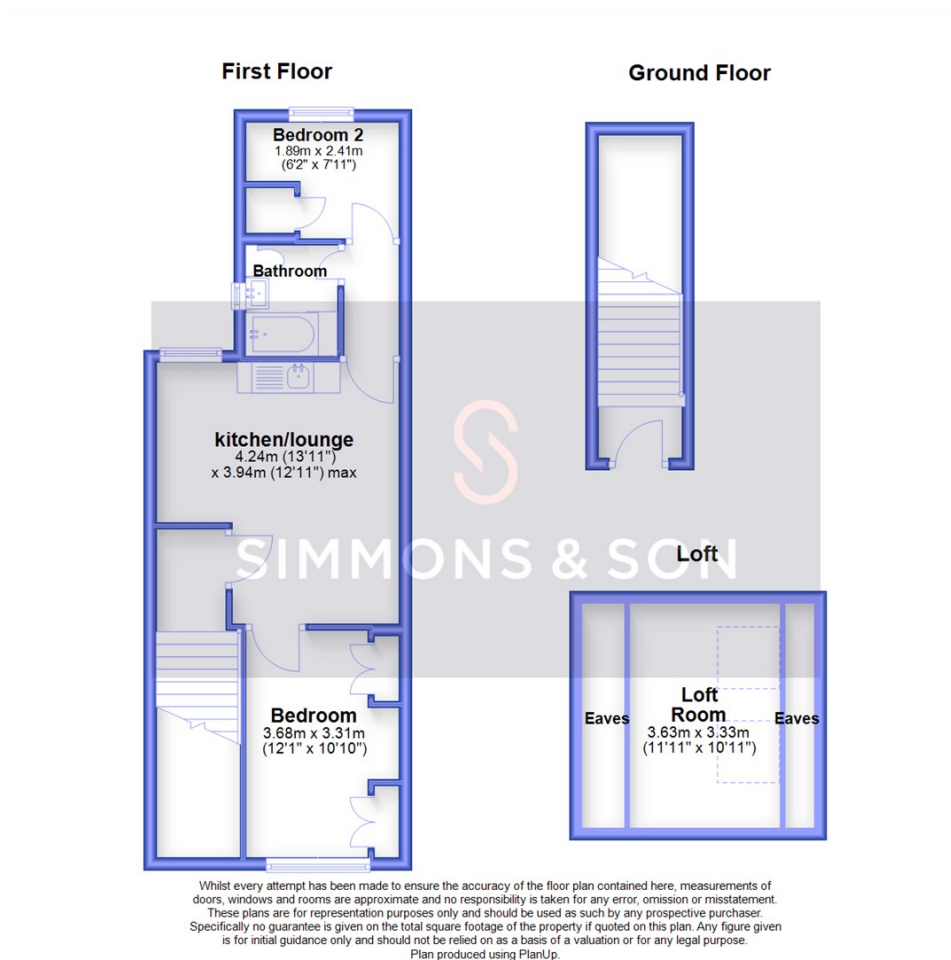 First Floor
Ground Floor
Bedroom 2
1.89m x 2.41m
(6'2" x 7'11")
Bathroom
kitchen/lounge
4.24m (13'11")
x 3.94m (12'11") max
SIMMONS & SON
Loft
Bedroom
3.68m x 3.31m
(12'1" x 10'10")
Eaves
Loft
Room
3.63m x 3.33m
(11'11" x 10'11")
Eaves
Whilst every attempt has been made to ensure the accuracy of the floor plan contained here, measurements of
doors, windows and rooms are approximate and no responsibility is taken for any error, omission or misstatement.
These plans are for representation purposes only and should be used as such by any prospective purchaser.
Specifically no guarantee is given on the total square footage of the property if quoted on this plan. Any figure given
is for initial guidance only and should not be relied on as a basis of a valuation or for any legal purpose.
Plan produced using PlanUp.